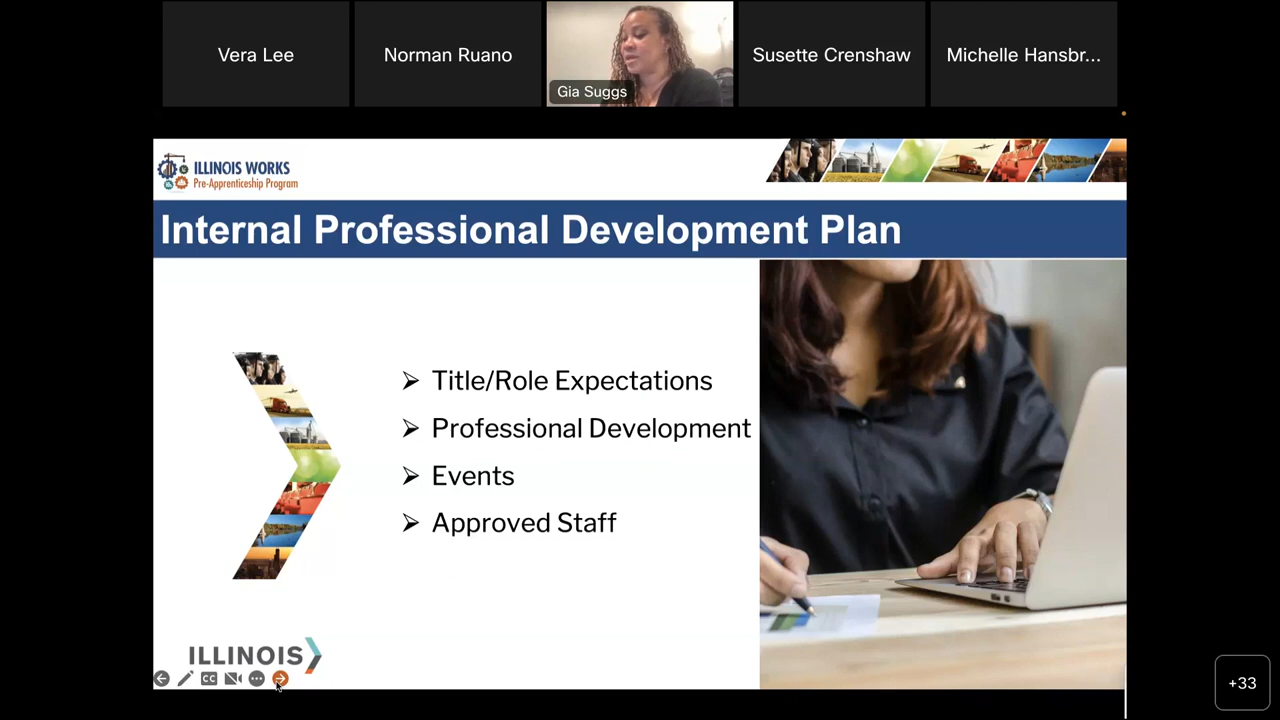 Vera Lee
Norman Ruano
Gia Suggs
Susette Crenshaw
Michelle Hansbr...
ILLINOIS WORKS
Pre-Apprenticeship Program
Internal Professional Development Plan
Title/Role Expectations
Professional Development
Events
Approved Staff
ILLINOIS
CC
+33